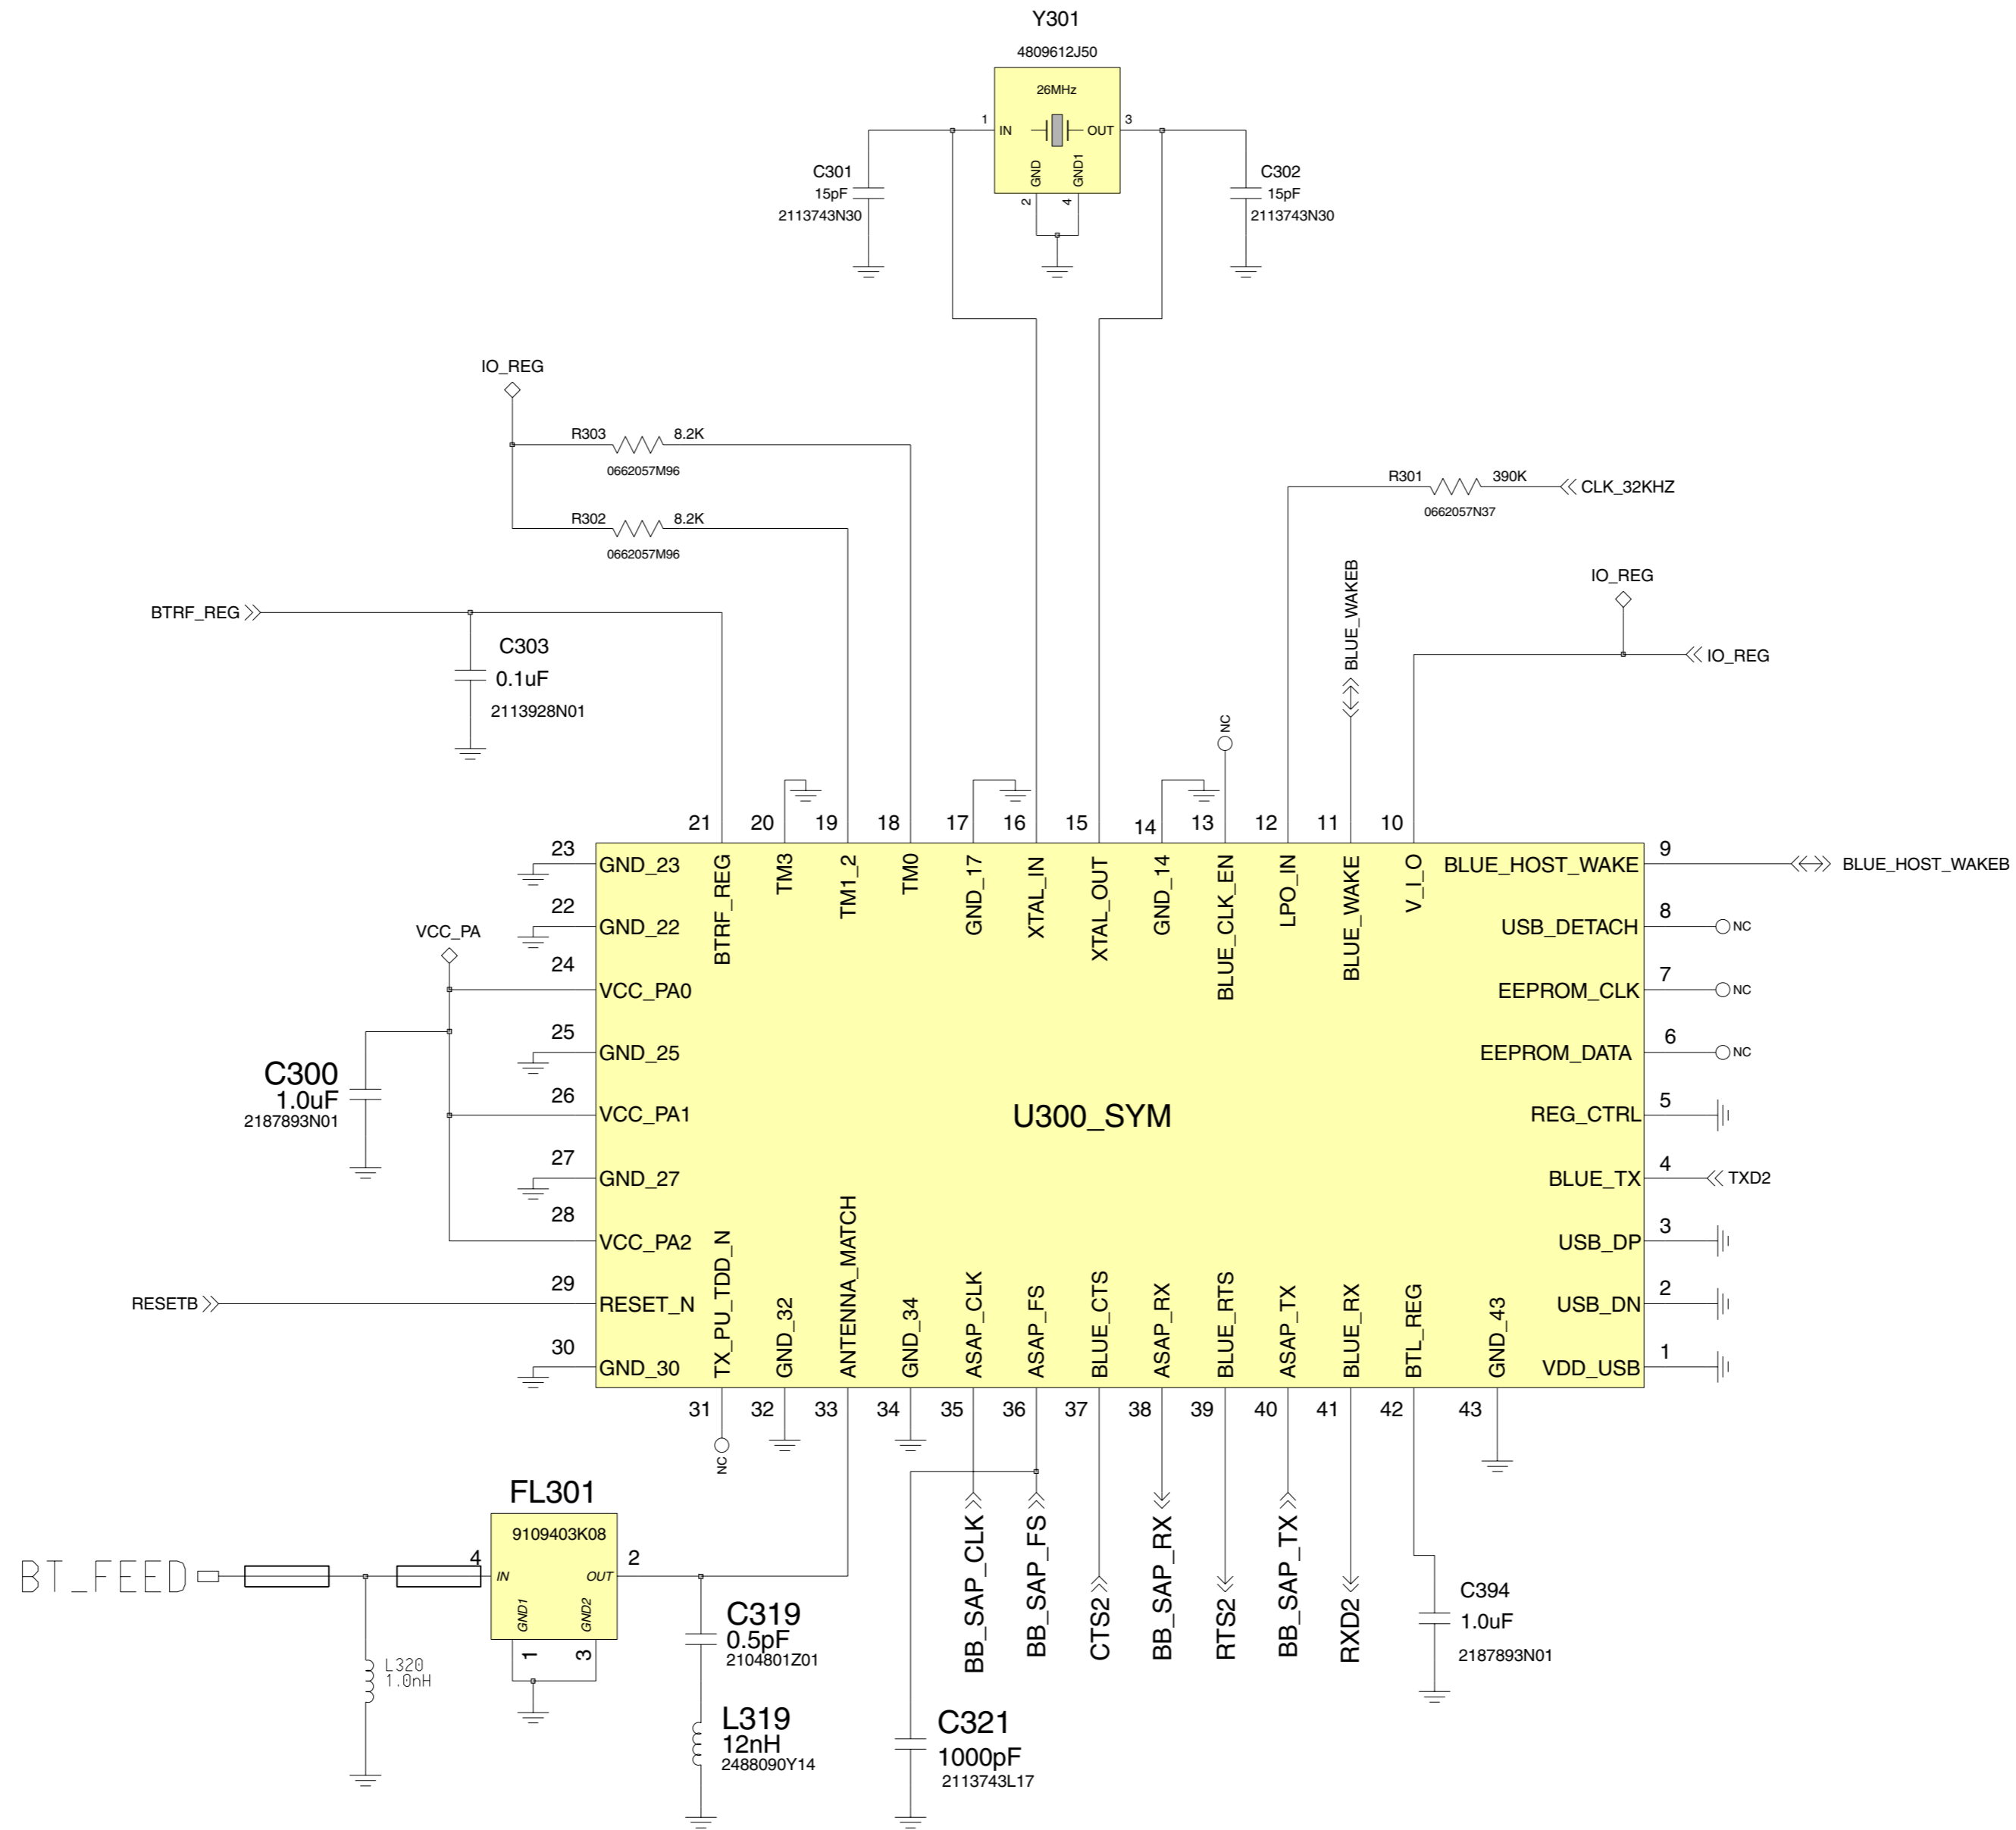 Y301
4809612J50
26MHz
1
IN
OUT
3
GND
GND1
2
4
C301
15pF
2113743N30
C302
15pF
2113743N30
IO_REG
R303
8.2K
0662057M96
R302
8.2K
0662057M96
R301
390K
CLK_32KHZ
0662057N37
BLUE_WAKEB
IO_REG
IO_REG
BTRF_REG
C303
0.1uF
2113928N01
NC
21
20
19
18
17
16
15
14
13
12
11
10
BTRF_REG
TM3
TM1_2
TM0
GND_17
XTAL_IN
XTAL_OUT
GND_14
BLUE_CLK_EN
LPO_IN
BLUE_WAKE
V_I_O
23
GND_23
22
GND_22
VCC_PA
24
VCC_PA0
25
GND_25
C300
1.0uF
2187893N01
26
VCC_PA1
27
GND_27
28
VCC_PA2
RESETB
29
RESET_N
30
GND_30
U300_SYM
BLUE_HOST_WAKE
9
BLUE_HOST_WAKEB
USB_DETACH
8
NC
EEPROM_CLK
7
NC
EEPROM_DATA
6
NC
REG_CTRL
5
BLUE_TX
4
TXD2
USB_DP
3
USB_DN
2
VDD_USB
1
TX_PU_TDD_N
GND_32
ANTENNA_MATCH
GND_34
ASAP_CLK
ASAP_FS
BLUE_CTS
ASAP_RX
BLUE_RTS
ASAP_TX
BLUE_RX
BTL_REG
GND_43
31
32
33
34
35
36
37
38
39
40
41
42
43
NC
BB_SAP_CLK
BB_SAP_FS
CTS2
BB_SAP_RX
RTS2
BB_SAP_TX
RXD2
C394
1.0uF
2187893N01
FL301
9109403K08
BT_FEED
4
IN
OUT
2
GND1
GND2
1
3
L320
1.0nH
C319
0.5pF
2104801Z01
L319
12nH
2488090Y14
C321
1000pF
2113743L17